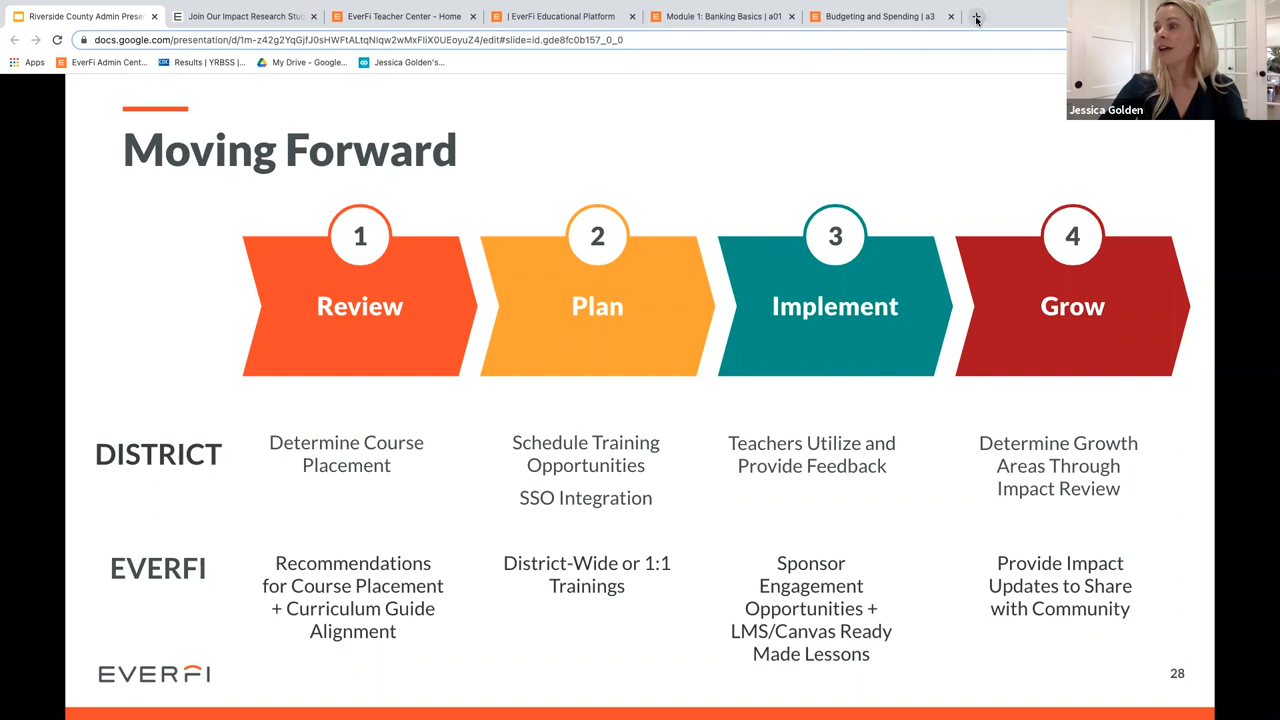 Riverside County Admin Prese
Join Our Impact Research Stud
EverFi Teacher Center - Home
| EverFi Educational Platform
Module 1: Banking Basics | a01
Budgeting and Spending | a3
docs.google.com/presentation/d/1m-z42g2YqGjfJ0sHWFtALtqNIqw2wMxFIiX0UEoyuZ4/edit#slide=id.gde8fc0b157_0_0
Apps
EverFi Admin Cent...
Results | YRBSS |...
My Drive - Google...
Jessica Golden's...
Jessica Golden
Moving Forward
1
2
3
4
Review
Plan
Implement
Grow
DISTRICT
Determine Course
Placement
Schedule Training
Opportunities
SSO Integration
Teachers Utilize and
Provide Feedback
Determine Growth
Areas Through
Impact Review
EVERFI
Recommendations
for Course Placement
+ Curriculum Guide
Alignment
District-Wide or 1:1
Trainings
Sponsor
Engagement
Opportunities +
LMS/Canvas Ready
Made Lessons
Provide Impact
Updates to Share
with Community
EVERFI
28